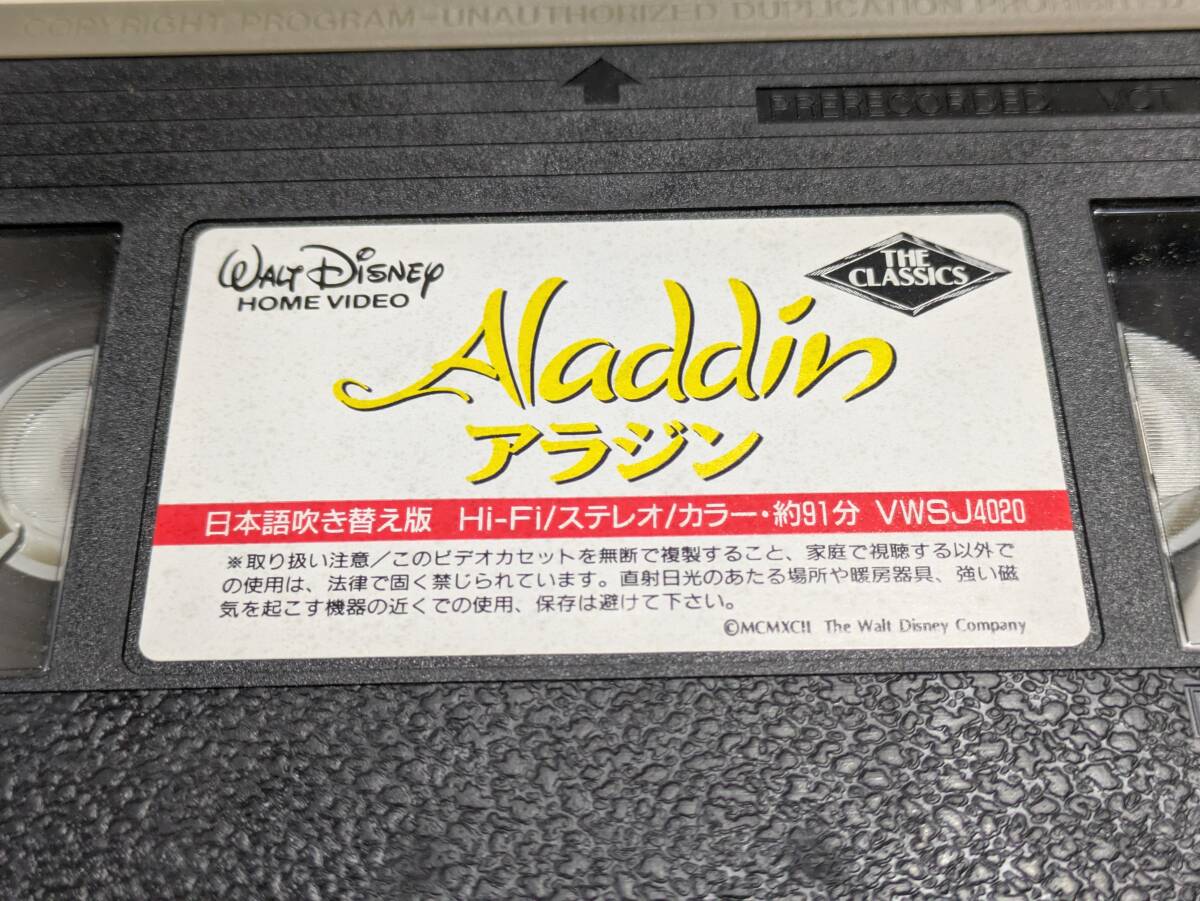 COPYRIGHT PROGRAM-UNAUTHORIZED DUPLICATION PROHIBITED
PRERECORDED VCT
WALT DISNEY
HOME VIDEO
THE
CLASSICS
Aladdin
アラジン
日本語吹き替え版 Hi-Fi/ステレオ/カラー・約91分 VWSJ4020
※取り扱い注意/このビデオカセットを無断で複製すること、家庭で視聴する以外で
の使用は、法律で固く禁じられています。直射日光のあたる場所や暖房器具、強い磁
気を起こす機器の近くでの使用、保存は避けて下さい。
©MCMXCII The Walt Disney Company